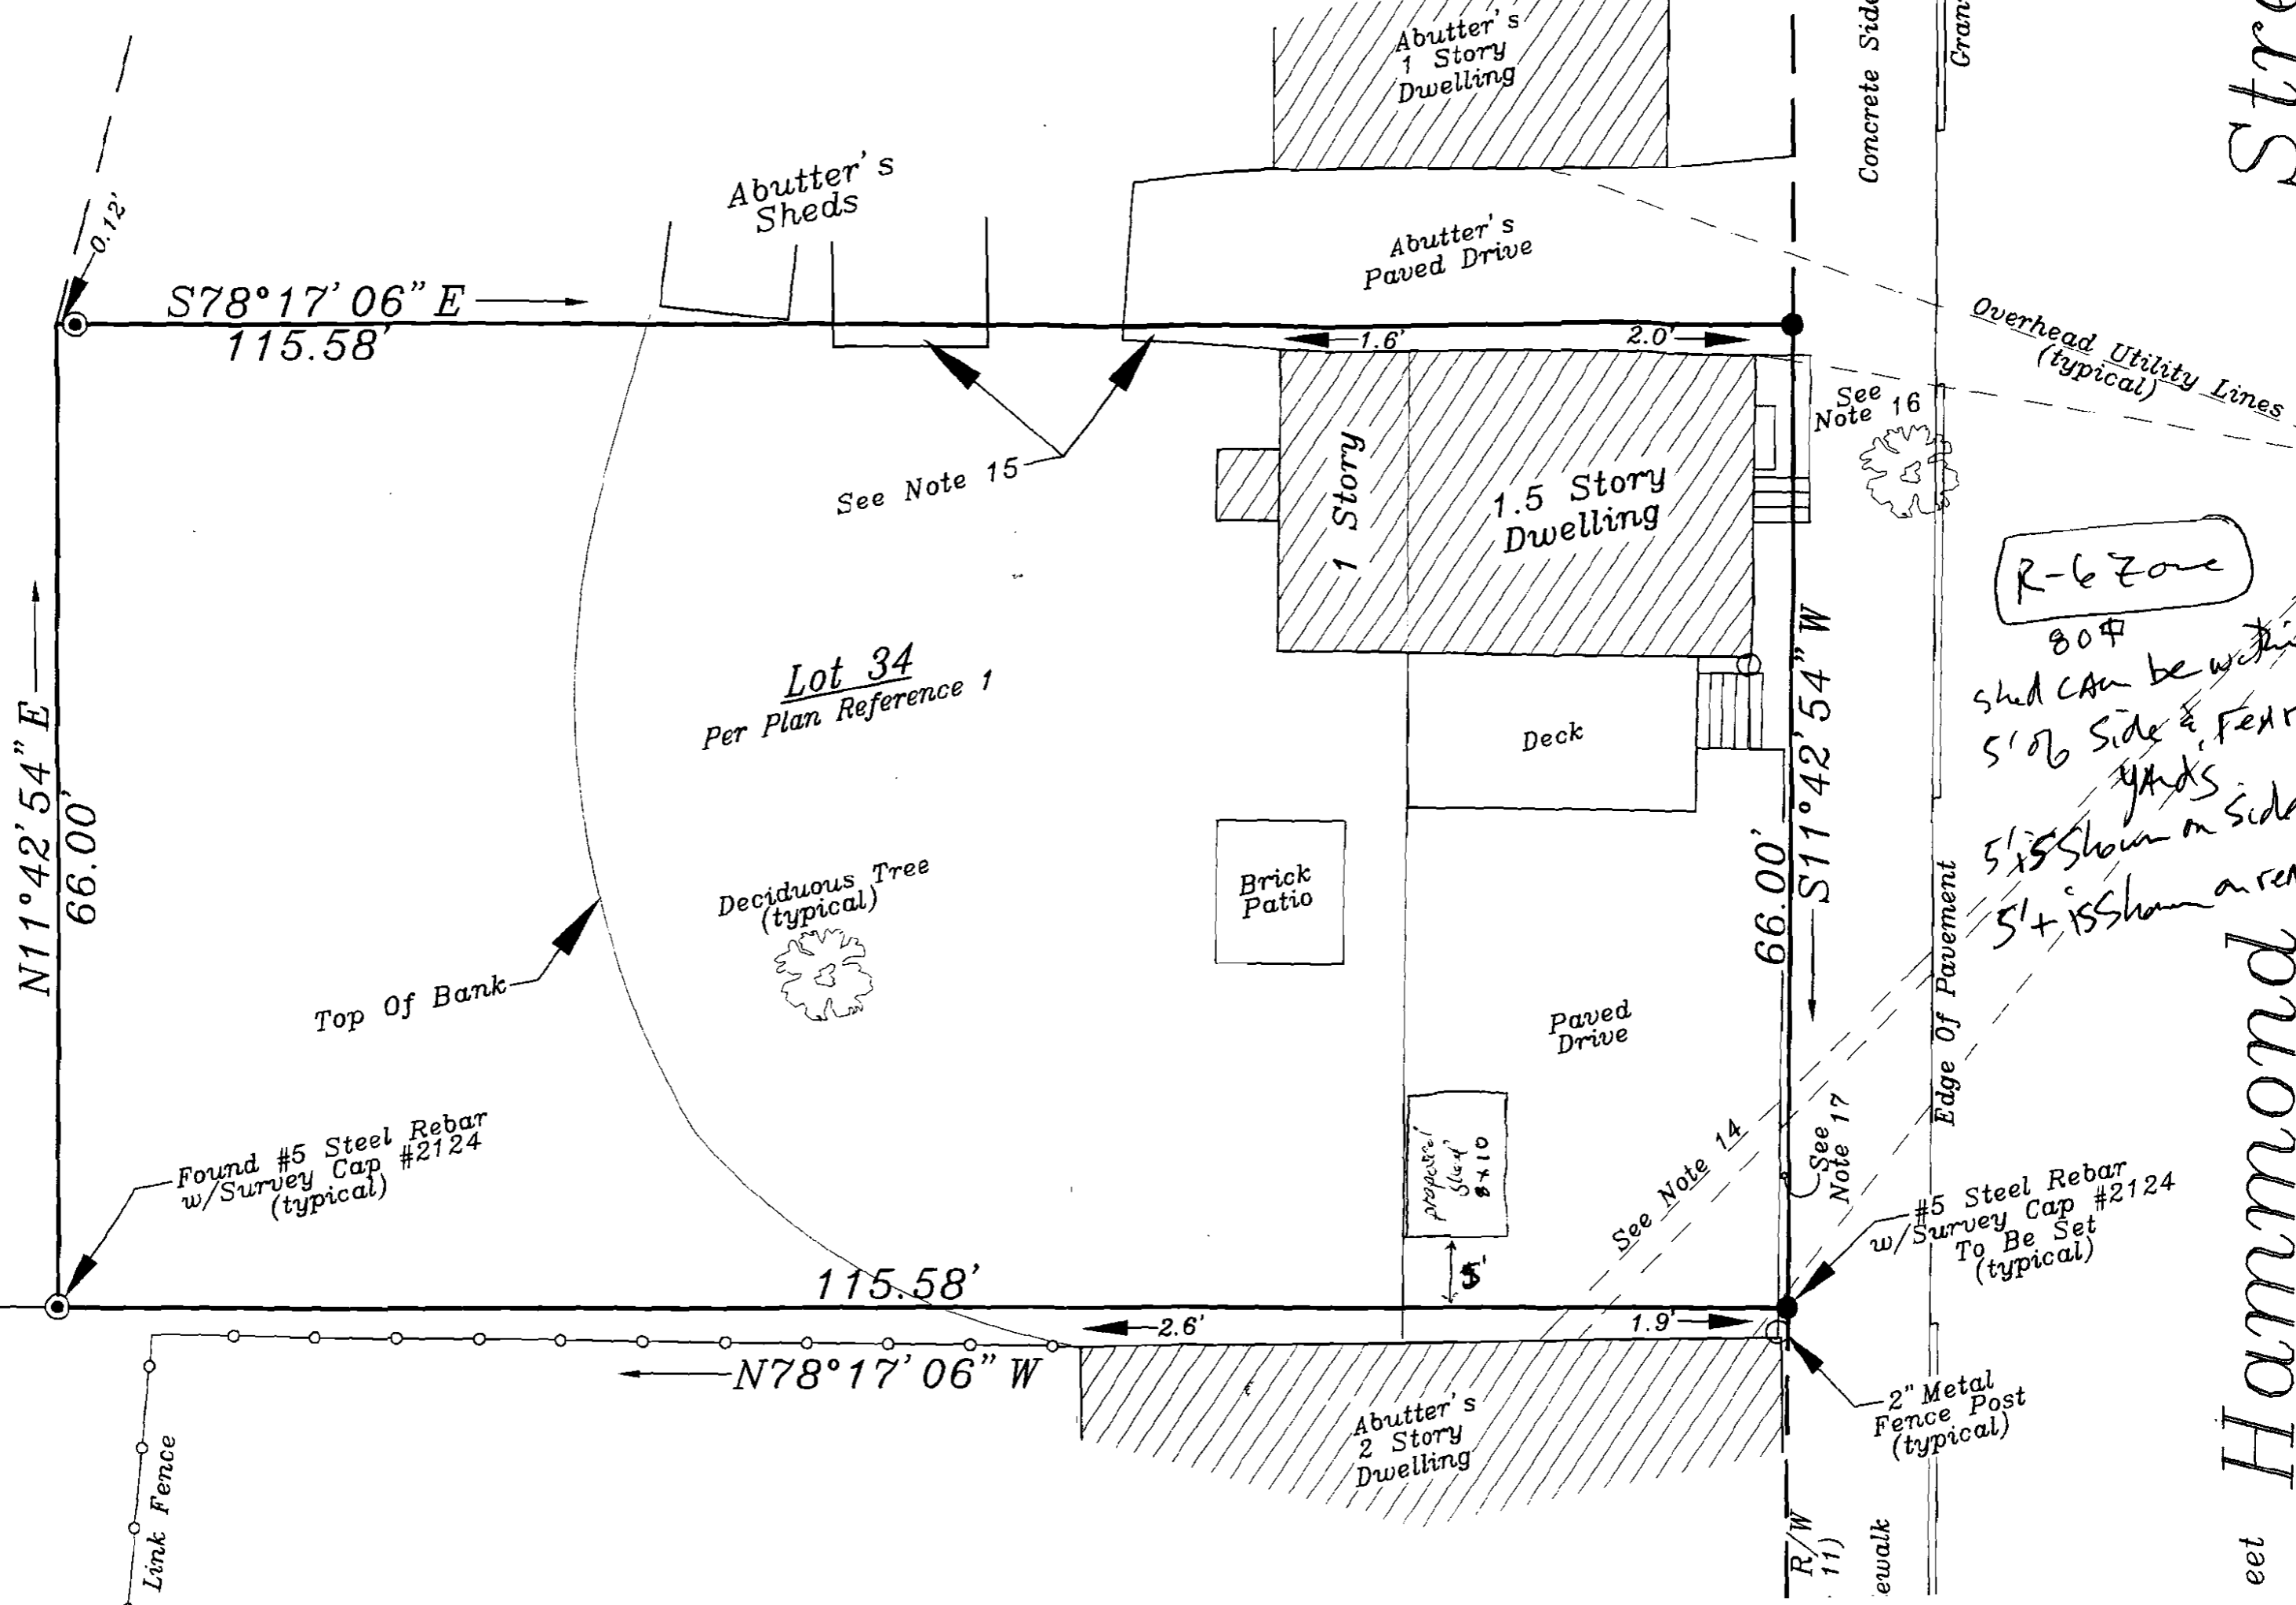 Abutter's
1 Story
Dwelling
Concrete Side
Gran
Stre
Abutter's
Sheds
0.12'
Abutter's
Paved Drive
S78°17'06"E
115.58'
1.6'
2.0'
Overhead Utility Lines
(typical)
See
Note 16
See Note 15
1 Story
1.5 Story
Dwelling
R-6 Zone
80
shed can be within
5' of Side & rear
yards.
5' is Shown on Side
5'+ is Shown on rea
N11°42'54"E
66.00'
Lot 34
Per Plan Reference 1
Deck
S11°42'54"W
66.00'
Deciduous Tree
(typical)
Brick
Patio
Top Of Bank
Paved
Drive
Edge Of Pavement
Hammond
Found #5 Steel Rebar
w/Survey Cap #2124
(typical)
proposed
Shed
8x10
5'
See Note 14
See
Note 17
#5 Steel Rebar
w/Survey Cap #2124
To Be Set
(typical)
115.58'
2.6'
1.9'
N78°17'06"W
Abutter's
2 Story
Dwelling
2" Metal
Fence Post
(typical)
Link Fence
R/W
11)
ewalk
eet